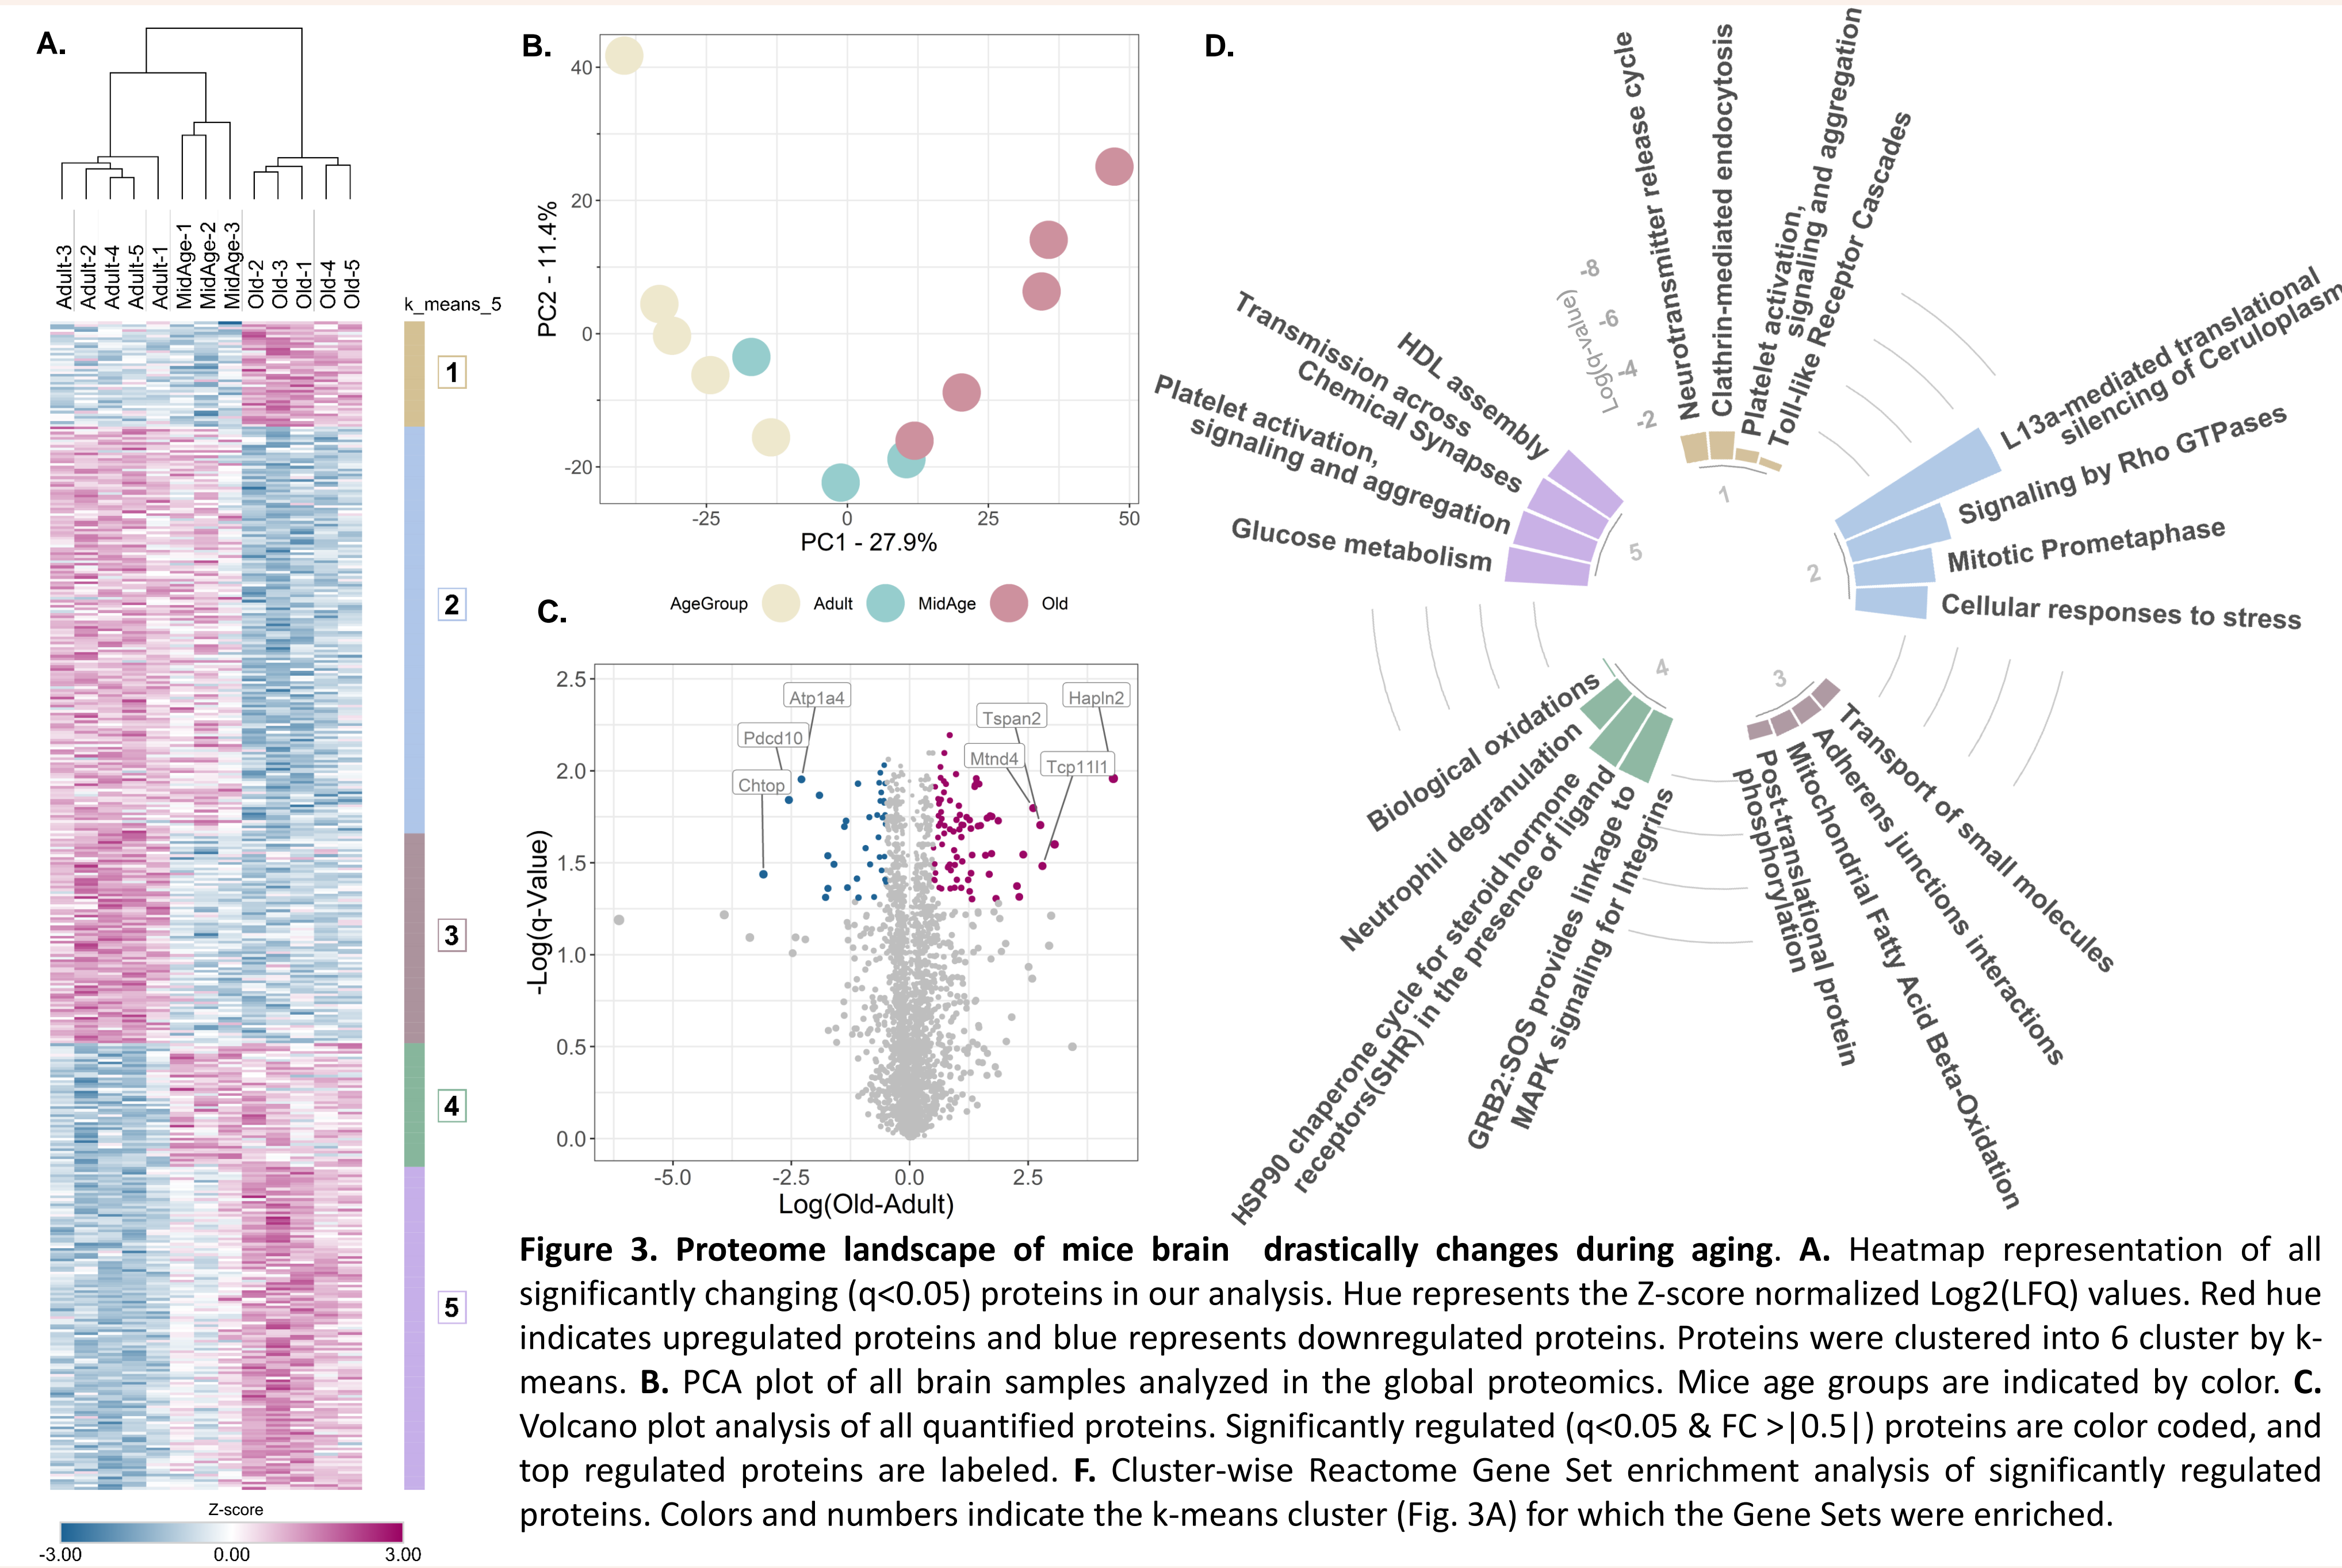 A.
Adult-3
Adult-2
Adult-4
Adult-5
Adult-1
MidAge-1
MidAge-2
MidAge-3
Old-2
Old-3
Old-1
Old-4
Old-5
k_means_5
1
2
3
4
5
Z-score
-3.00
0.00
3.00
B.
40
20
0
-20
-25
0
25
50
PC2 - 11.4%
PC1 - 27.9%
AgeGroup
Adult
MidAge
Old
C.
2.5
2.0
1.5
1.0
0.5
0.0
-5.0
-2.5
0.0
2.5
-Log(q-Value)
Log(Old-Adult)
Atp1a4
Pdcd10
Chtop
Hapln2
Tspan2
Mtnd4
Tcp11l1
D.
-8
-6
-4
-2
Log(q-value)
Neurotransmitter release cycle
Clathrin-mediated endocytosis
Platelet activation,
signaling and aggregation
Toll-like Receptor Cascades
1
L13a-mediated translational
silencing of Ceruloplasm
Signaling by Rho GTPases
Mitotic Prometaphase
Cellular responses to stress
2
Transport of small molecules
Adherens junctions interactions
Mitochondrial Fatty Acid Beta-Oxidation
Post-translational protein
phosphorylation
3
GRB2:SOS provides linkage to
MAPK signaling for Integrins
HSP90 chaperone cycle for steroid hormone
receptors(SHR) in the presence of ligand
Neutrophil degranulation
Biological oxidations
4
Glucose metabolism
Platelet activation,
signaling and aggregation
Transmission across
Chemical Synapses
HDL assembly
5
Figure 3. Proteome landscape of mice brain drastically changes during aging. A. Heatmap representation of all
significantly changing (q<0.05) proteins in our analysis. Hue represents the Z-score normalized Log2(LFQ) values. Red hue
indicates upregulated proteins and blue represents downregulated proteins. Proteins were clustered into 6 cluster by k-
means. B. PCA plot of all brain samples analyzed in the global proteomics. Mice age groups are indicated by color. C.
Volcano plot analysis of all quantified proteins. Significantly regulated (q<0.05 & FC >|0.5|) proteins are color coded, and
top regulated proteins are labeled. F. Cluster-wise Reactome Gene Set enrichment analysis of significantly regulated
proteins. Colors and numbers indicate the k-means cluster (Fig. 3A) for which the Gene Sets were enriched.